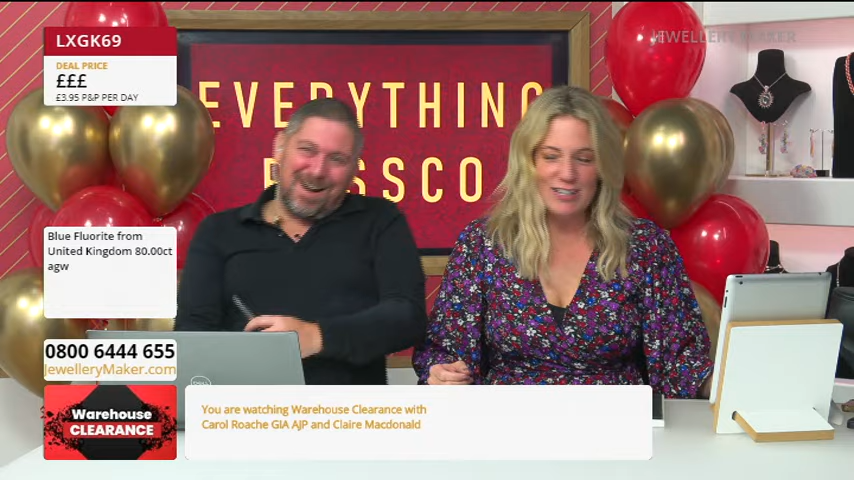 LXGK69
DEAL PRICE
£££
£3.95 P&P PER DAY
JEWELLERY MAKER
EVERYTHING
Blue Fluorite from
United Kingdom 80.00ct
agw
0800 6444 655
JewelleryMaker.com
Warehouse
CLEARANCE
You are watching Warehouse Clearance with
Carol Roache GIA AJP and Claire Macdonald
DELL